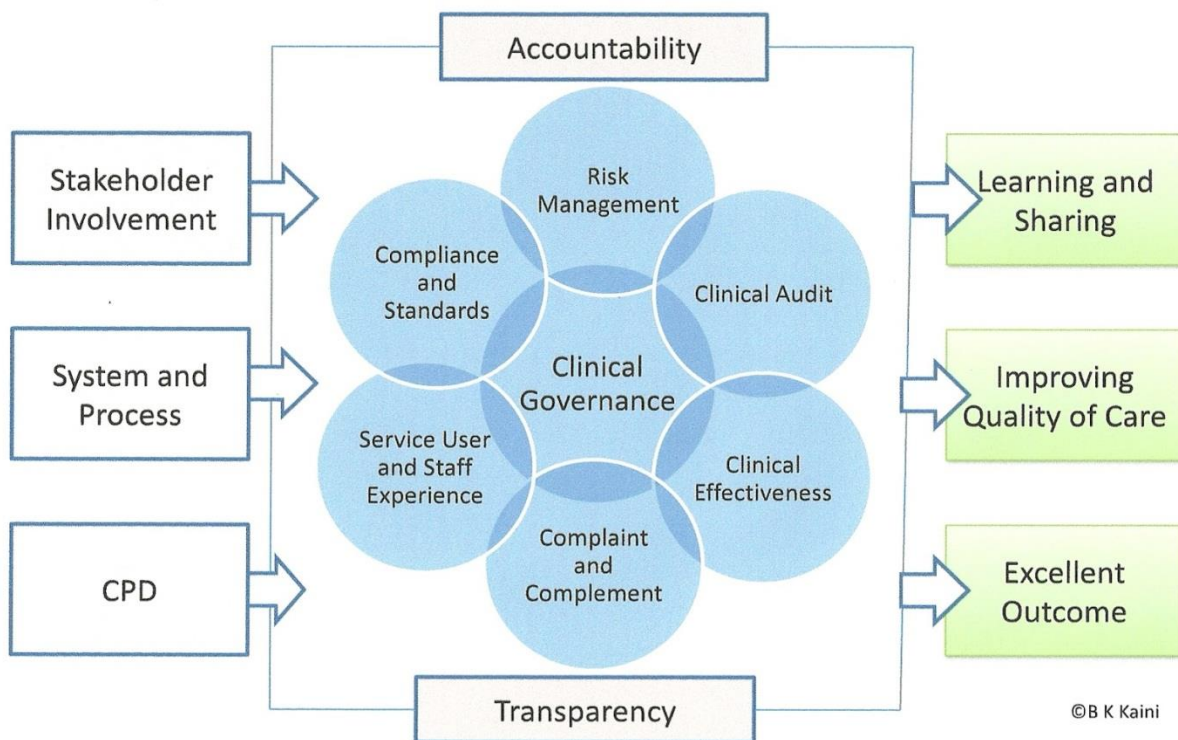 Accountability
Stakeholder
Involvement
System and
Process
CPD
Risk
Management
Compliance
and
Standards
Clinical Audit
Clinical
Governance
Service User
and Staff
Experience
Clinical
Effectiveness
Complaint
and
Complement
Learning and
Sharing
Improving
Quality of Care
Excellent
Outcome
Transparency
©B K Kaini